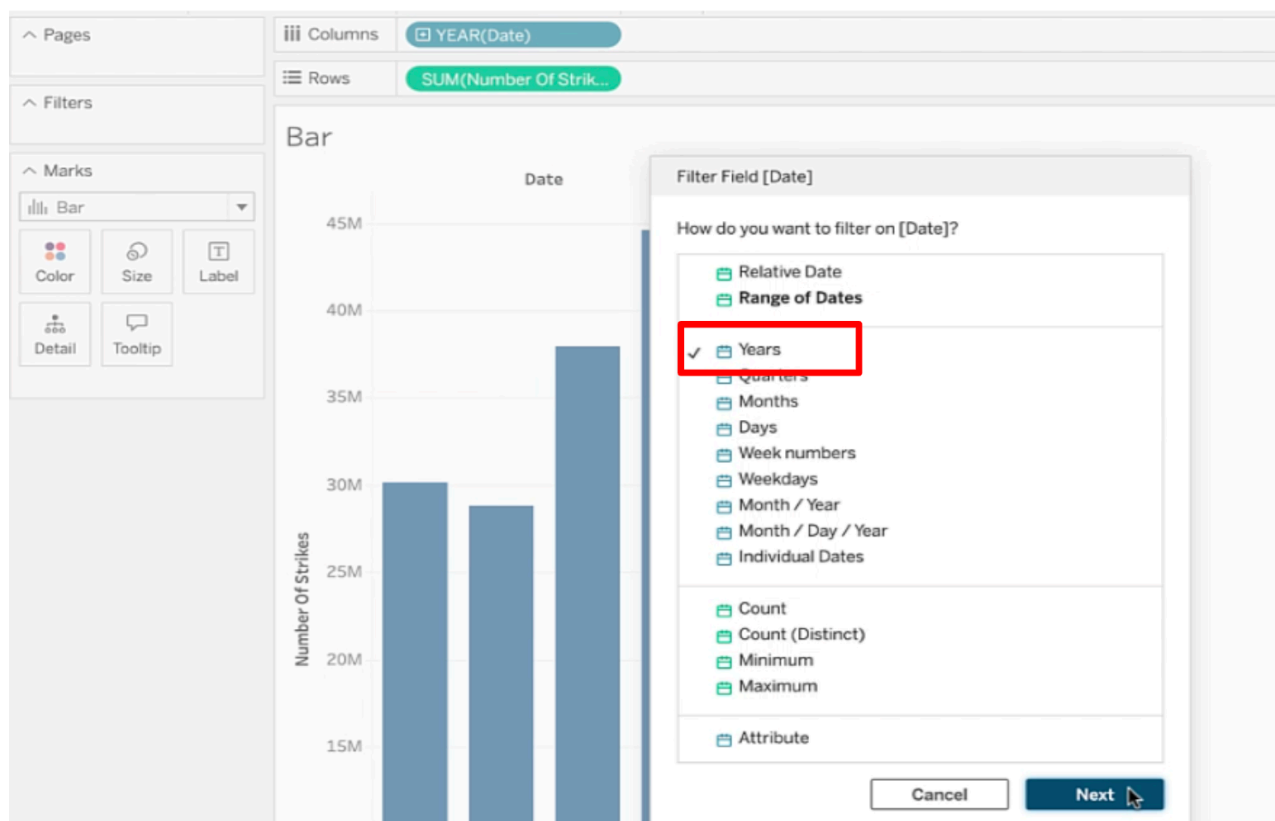 Pages
Columns
YEAR(Date)
Rows
SUM(Number Of Strik...
Filters
Marks
Bar
Color
Size
Label
Detail
Tooltip
Bar
Date
45M
40M
35M
30M
25M
20M
15M
Number Of Strikes
Filter Field [Date]
How do you want to filter on [Date]?
Relative Date
Range of Dates
Years
Quarters
Months
Days
Week numbers
Weekdays
Month / Year
Month / Day / Year
Individual Dates
Count
Count (Distinct)
Minimum
Maximum
Attribute
Cancel
Next